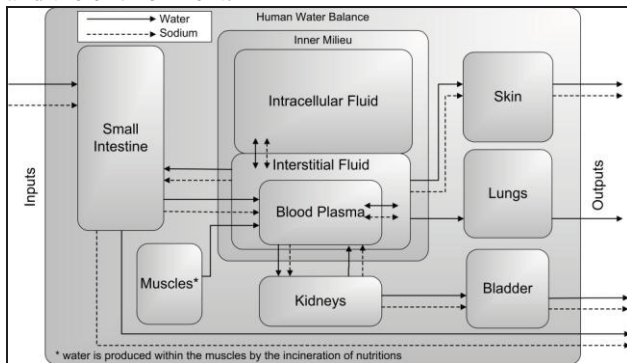 Human Water Balance
Water
Sodium
Inner Milieu
Intracellular Fluid
Skin
Small
Intestine
Interstitial Fluid
Inputs
Blood Plasma
Lungs
Outputs
Muscles*
Kidneys
Bladder
* water is produced within the muscles by the incineration of nutritions